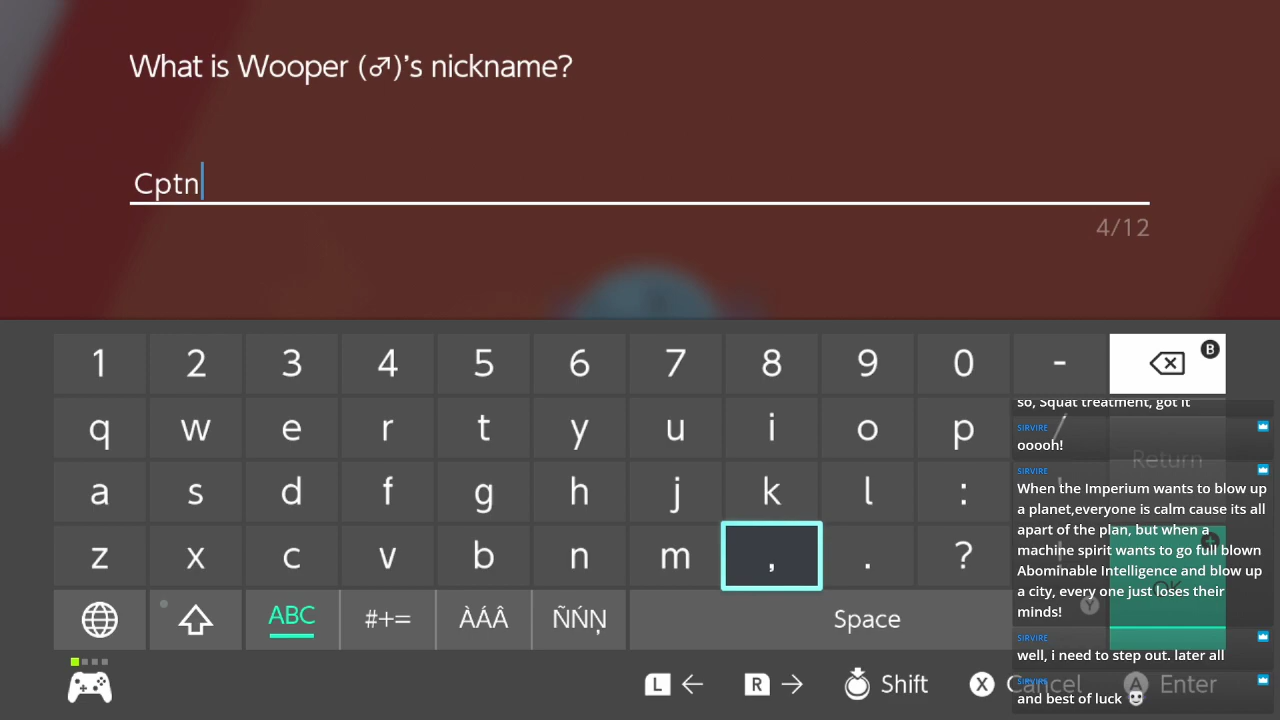 What is Wooper (♂)'s nickname?
Cptn
4/12
1 2 3 4 5 6 7 8 9 0 - B
q w e r t y u i o p /
Return
a s d f g h j k l :
z x c v b n m , . ?
ABC #+= ÀÁÂ ÑŃŅ Space
L ← R → Shift X Cancel A Enter
so, Squat treatment, got it
SIRVIRE
ooooh!
SIRVIRE
When the Imperium wants to blow up
a planet,everyone is calm cause its all
apart of the plan, but when a
machine spirit wants to go full blown
Abominable Intelligence and blow up
a city, every one just loses their
minds!
Y OK
SIRVIRE
well, i need to step out. later all
SIRVIRE
and best of luck